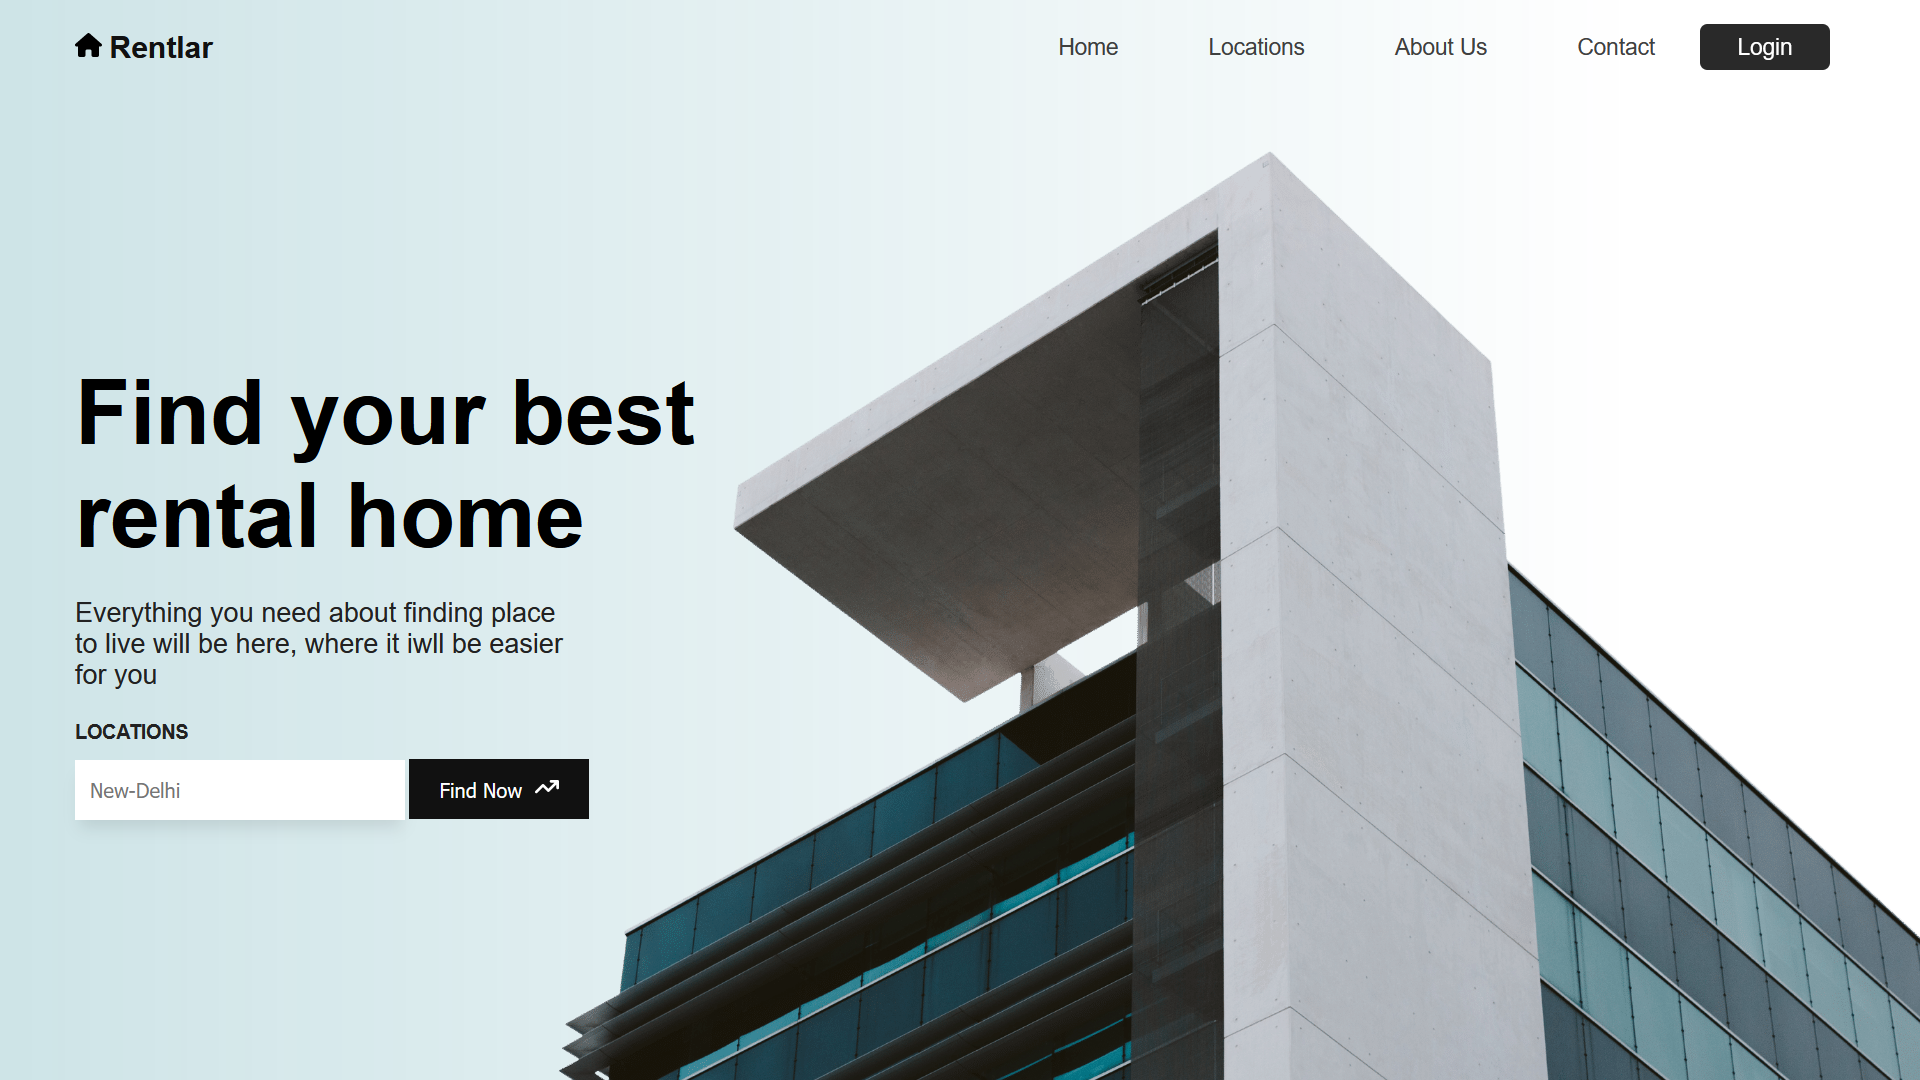 Rentlar
Home
Locations
About Us
Contact
Login
Find your best
rental home
Everything you need about finding place
to live will be here, where it iwll be easier
for you
LOCATIONS
New-Delhi
Find Now